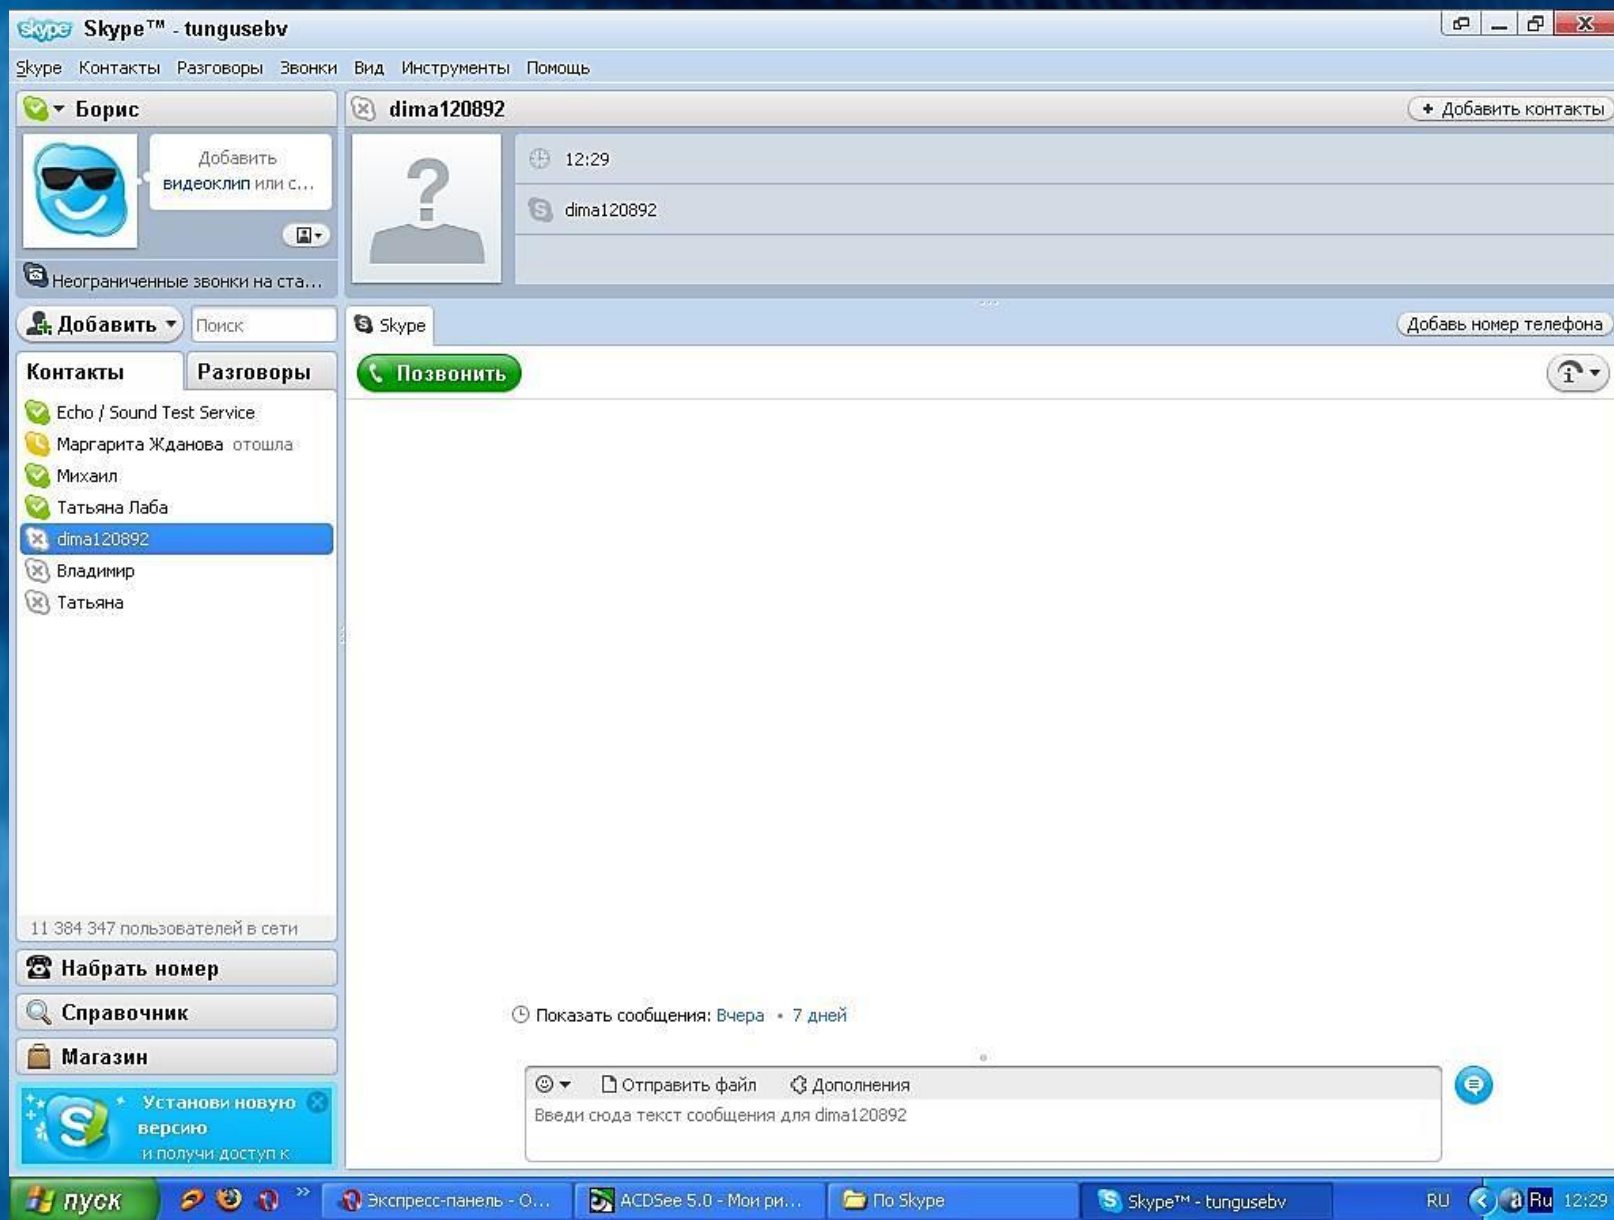 skype Skype™ - tungusebv
Skype Контакты Разговоры Звонки Вид Инструменты Помощь
Борис
Добавить
видеоклип или с...
Неограниченные звонки на ста...
Добавить
Поиск
Контакты
Разговоры
Echo / Sound Test Service
Маргарита Жданова отошла
Михаил
Татьяна Лаба
dima120892
Владимир
Татьяна
11 384 347 пользователей в сети
Набрать номер
Справочник
Магазин
Установи новую
версию
и получи доступ к
dima120892
+ Добавить контакты
12:29
dima120892
Skype
Добавь номер телефона
Позвонить
Показать сообщения: Вчера • 7 дней
Отправить файл Дополнения
Введи сюда текст сообщения для dima120892
пуск
Экспресс-панель - O...
ACDSee 5.0 - Мои ри...
По Skype
Skype™ - tungusebv
RU
Ru
12:29